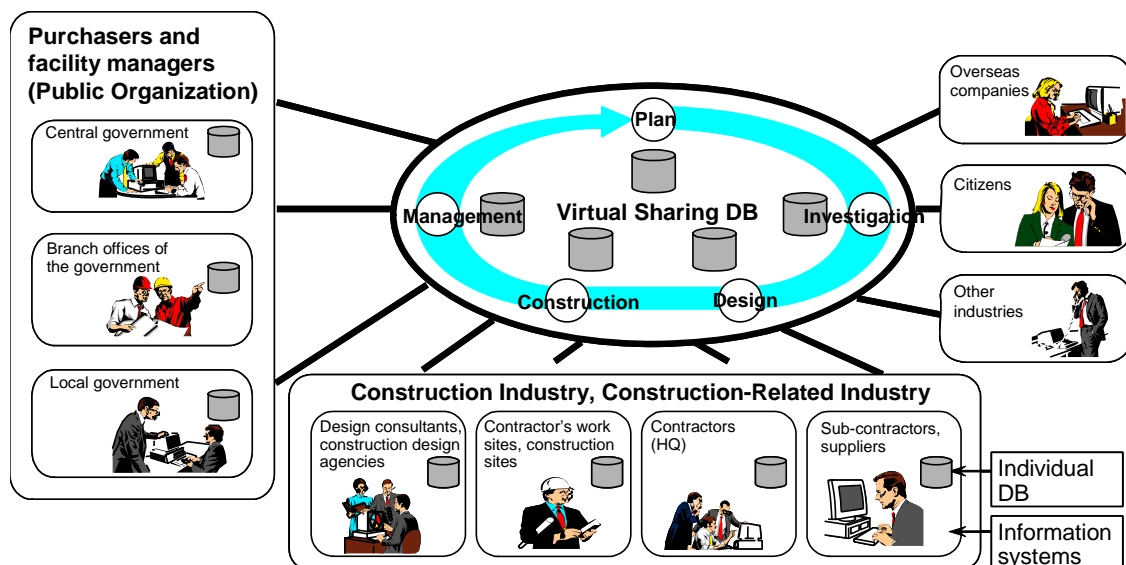 Purchasers and
facility managers
(Public Organization)
Central government
Branch offices of
the government
Local government
Plan
Management
Virtual Sharing DB
Investigation
Construction
Design
Overseas
companies
Citizens
Other
industries
Construction Industry, Construction-Related Industry
Design consultants,
construction design
agencies
Contractor's work
sites, construction
sites
Contractors
(HQ)
Sub-contractors,
suppliers
Individual
DB
Information
systems